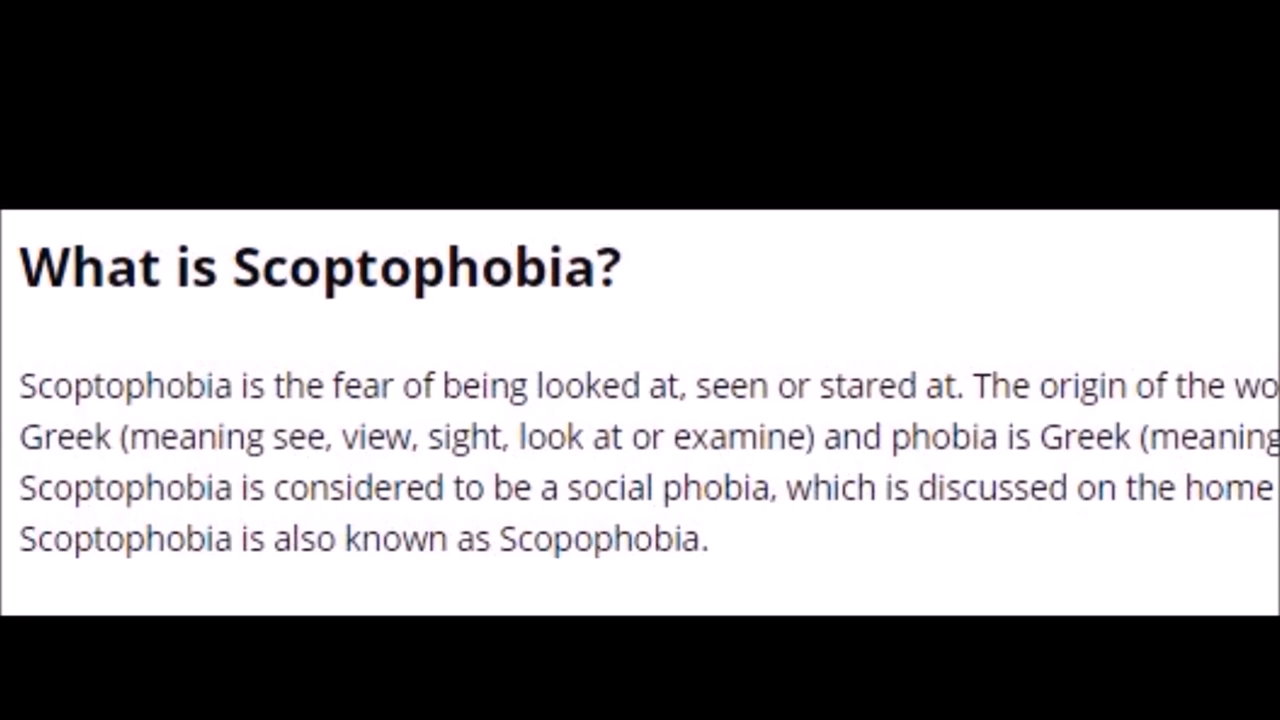 What is Scoptophobia?
Scoptophobia is the fear of being looked at, seen or stared at. The origin of the wo
Greek (meaning see, view, sight, look at or examine) and phobia is Greek (meaning
Scoptophobia is considered to be a social phobia, which is discussed on the home
Scoptophobia is also known as Scopophobia.